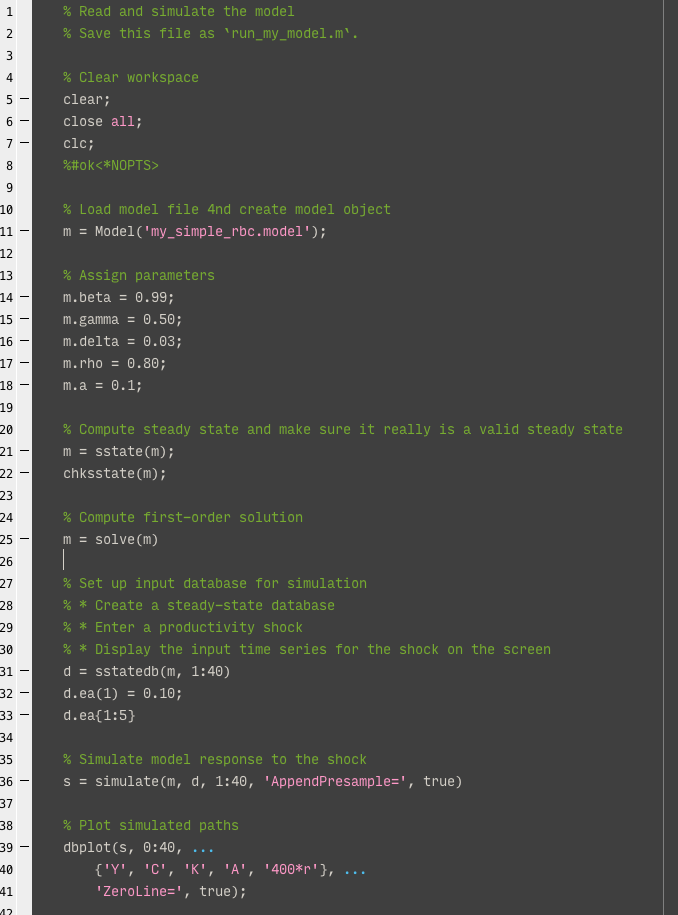 1 % Read and simulate the model
2 % Save this file as `run_my_model.m`.
3
4 % Clear workspace
5 – clear;
6 – close all;
7 – clc;
8 %#ok<*NOPTS>
9
10 % Load model file 4nd create model object
11 – m = Model('my_simple_rbc.model');
12
13 % Assign parameters
14 – m.beta = 0.99;
15 – m.gamma = 0.50;
16 – m.delta = 0.03;
17 – m.rho = 0.80;
18 – m.a = 0.1;
19
20 % Compute steady state and make sure it really is a valid steady state
21 – m = sstate(m);
22 – chksstate(m);
23
24 % Compute first-order solution
25 – m = solve(m)
26
27 % Set up input database for simulation
28 % * Create a steady-state database
29 % * Enter a productivity shock
30 % * Display the input time series for the shock on the screen
31 – d = sstatedb(m, 1:40)
32 – d.ea(1) = 0.10;
33 – d.ea{1:5}
34
35 % Simulate model response to the shock
36 – s = simulate(m, d, 1:40, 'AppendPresample=', true)
37
38 % Plot simulated paths
39 – dbplot(s, 0:40, ...
40 {'Y', 'C', 'K', 'A', '400*r'}, ...
41 'ZeroLine=', true);
42